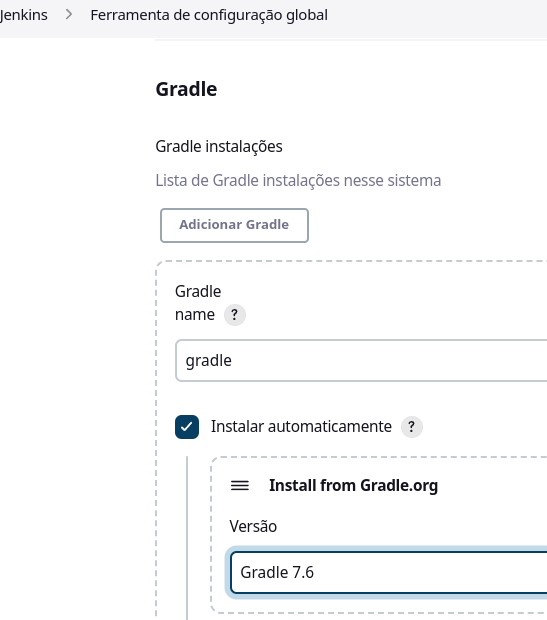 Jenkins > Ferramenta de configuração global
Gradle
Gradle instalações
Lista de Gradle instalações nesse sistema
Adicionar Gradle
Gradle
name ?
gradle
Instalar automaticamente ?
Install from Gradle.org
Versão
Gradle 7.6